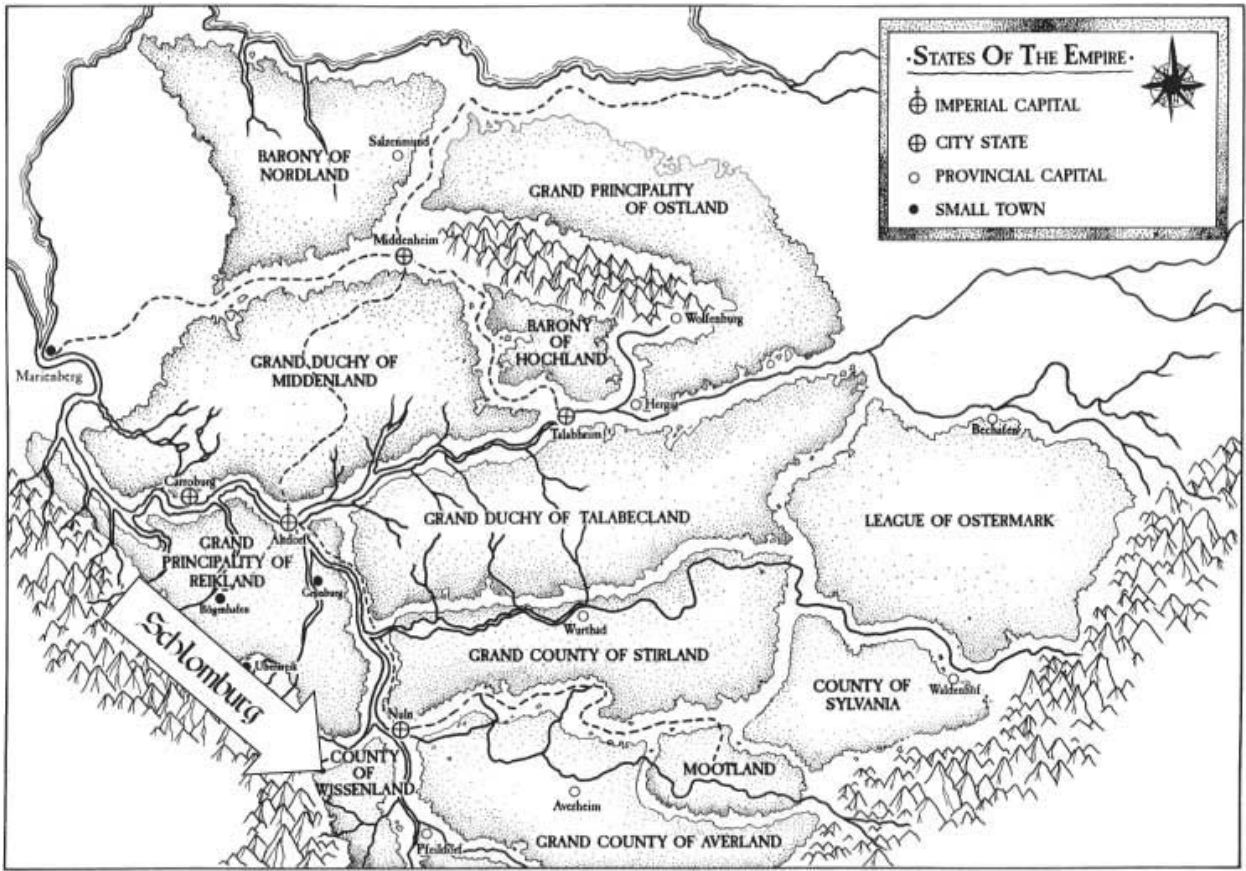 ·STATES OF THE EMPIRE·
IMPERIAL CAPITAL
CITY STATE
PROVINCIAL CAPITAL
SMALL TOWN
Salzenmund
BARONY OF
NORDLAND
GRAND PRINCIPALITY
OF OSTLAND
Middenheim
Wolfenburg
BARONY
OF
HOCHLAND
GRAND DUCHY OF
MIDDENLAND
Marienberg
Hergig
Talabheim
Bechafen
Carroburg
GRAND DUCHY OF TALABECLAND
LEAGUE OF OSTERMARK
Altdorf
GRAND
PRINCIPALITY OF
REIKLAND
Grünburg
Bögenhafen
Wurtbad
Schlomburg
GRAND COUNTY OF STIRLAND
Ubersreik
COUNTY OF
SYLVANIA
Waldenhof
Nuln
COUNTY
OF
WISSENLAND
MOOTLAND
Averheim
Pfeildorf
GRAND COUNTY OF AVERLAND